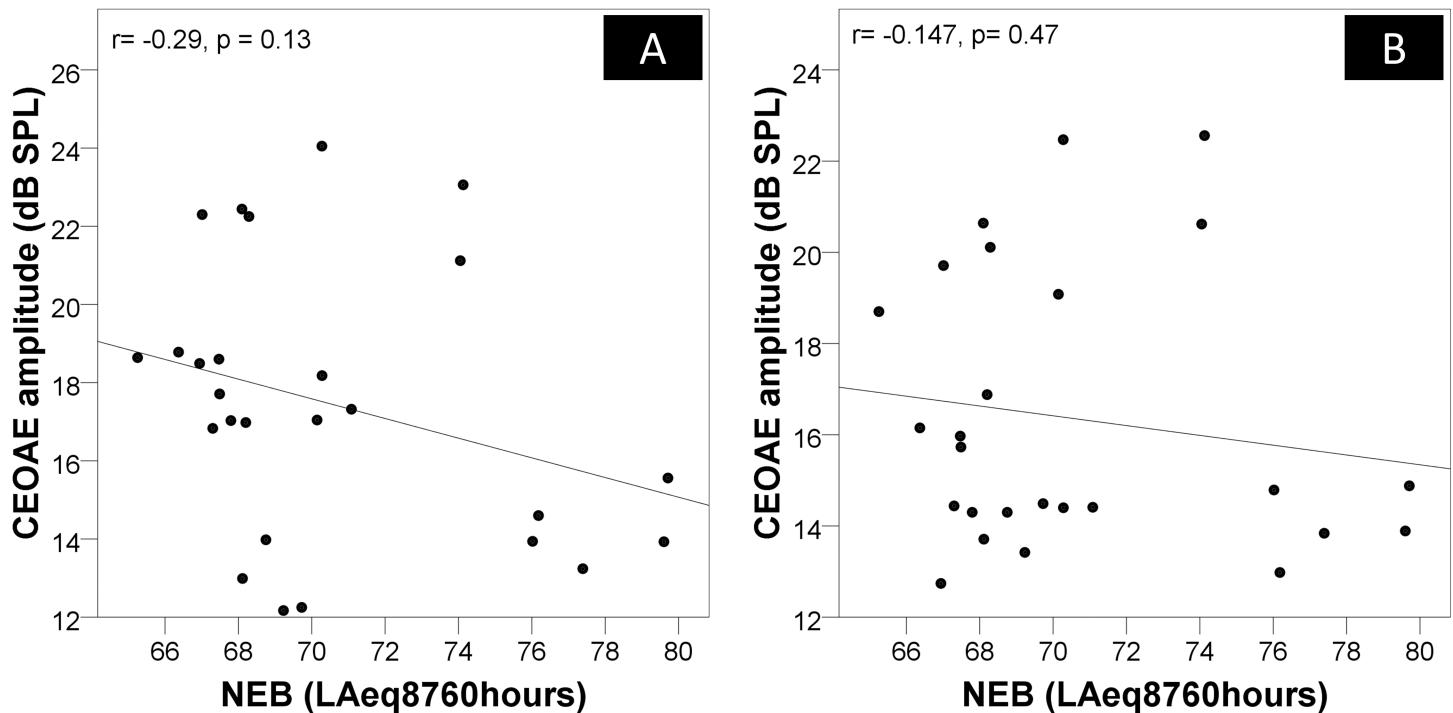 r= -0.29, p = 0.13
A
CEOAE amplitude (dB SPL)
26
24
22
20
18
16
14
12
66 68 70 72 74 76 78 80
NEB (LAeq8760hours)
r= -0.147, p= 0.47
B
CEOAE amplitude (dB SPL)
24
22
20
18
16
14
12
66 68 70 72 74 76 78 80
NEB (LAeq8760hours)